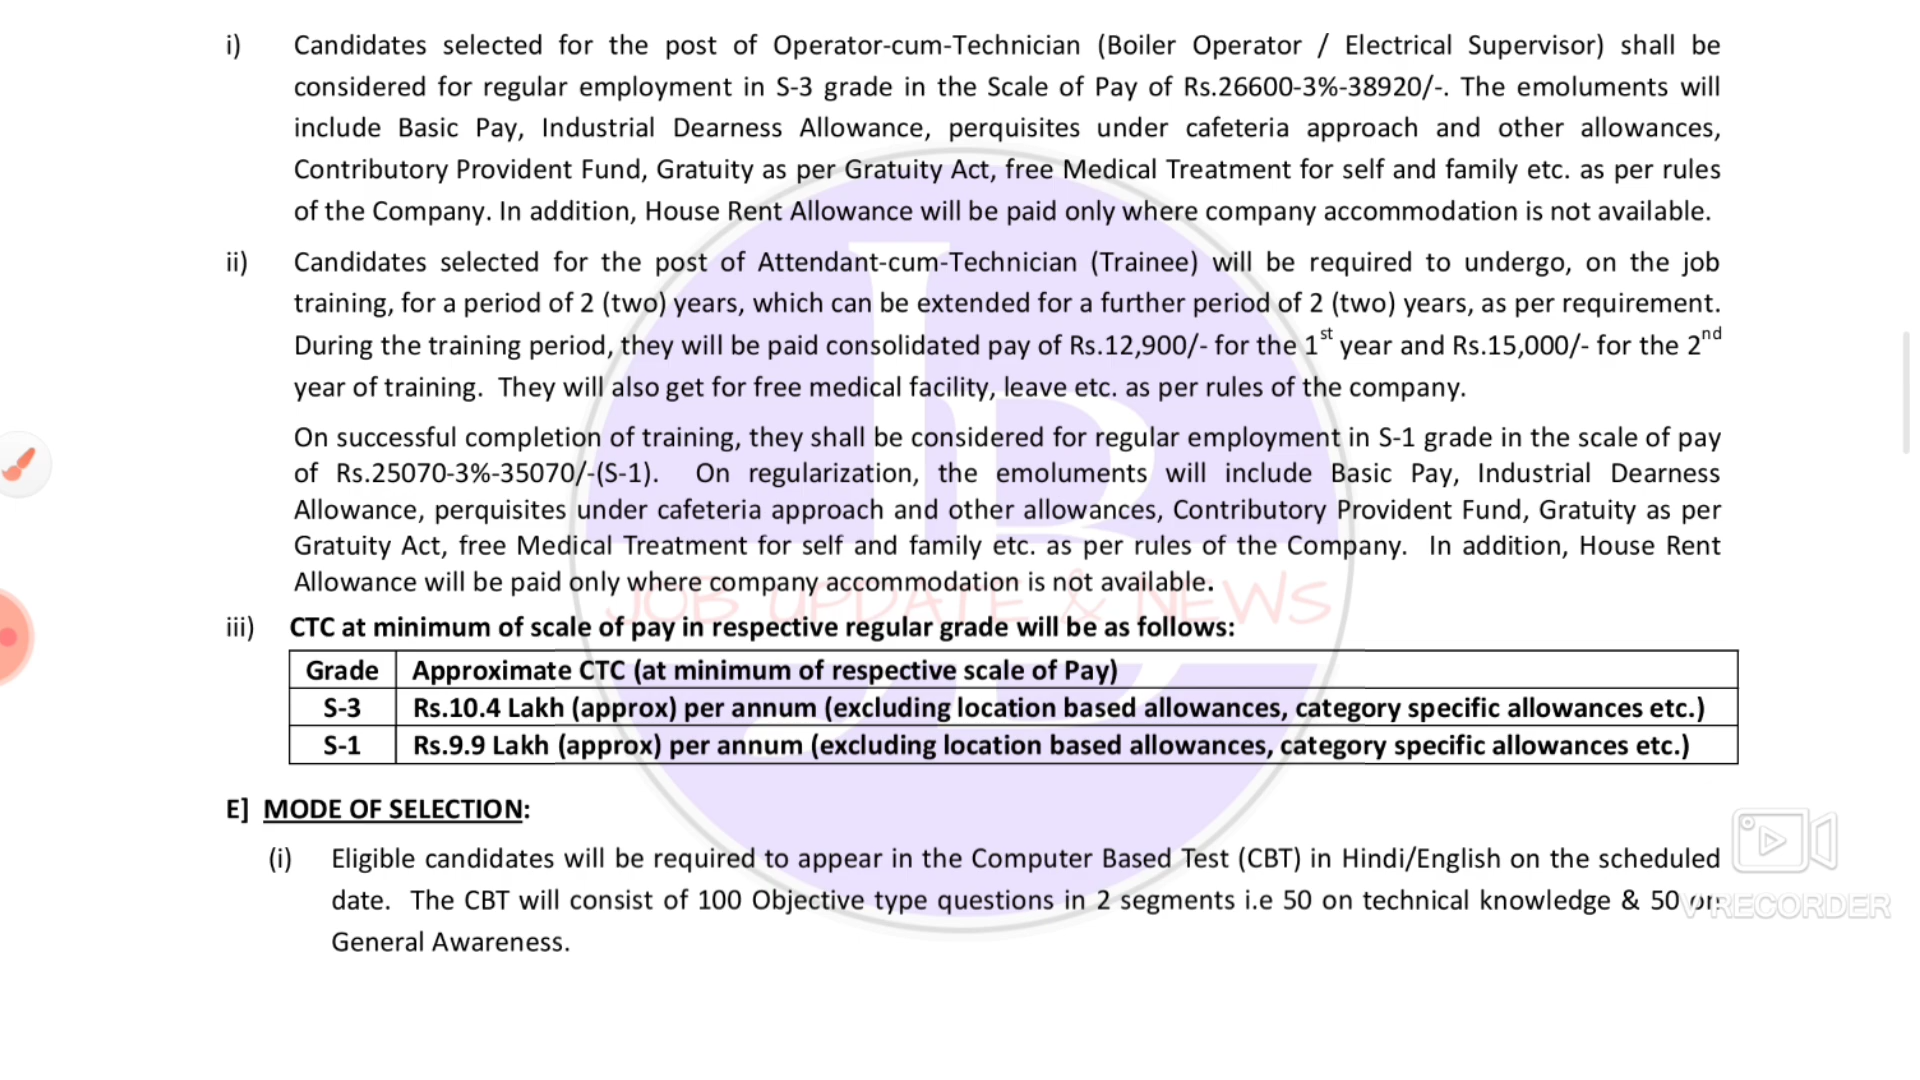 i) Candidates selected for the post of Operator-cum-Technician (Boiler Operator / Electrical Supervisor) shall be
considered for regular employment in S-3 grade in the Scale of Pay of Rs.26600-3%-38920/-. The emoluments will
include Basic Pay, Industrial Dearness Allowance, perquisites under cafeteria approach and other allowances,
Contributory Provident Fund, Gratuity as per Gratuity Act, free Medical Treatment for self and family etc. as per rules
of the Company. In addition, House Rent Allowance will be paid only where company accommodation is not available.
ii) Candidates selected for the post of Attendant-cum-Technician (Trainee) will be required to undergo, on the job
training, for a period of 2 (two) years, which can be extended for a further period of 2 (two) years, as per requirement.
During the training period, they will be paid consolidated pay of Rs.12,900/- for the 1st year and Rs.15,000/- for the 2nd
year of training. They will also get for free medical facility, leave etc. as per rules of the company.
On successful completion of training, they shall be considered for regular employment in S-1 grade in the scale of pay
of Rs.25070-3%-35070/-(S-1). On regularization, the emoluments will include Basic Pay, Industrial Dearness
Allowance, perquisites under cafeteria approach and other allowances, Contributory Provident Fund, Gratuity as per
Gratuity Act, free Medical Treatment for self and family etc. as per rules of the Company. In addition, House Rent
Allowance will be paid only where company accommodation is not available.
JOB UPDATE & NEWS
iii) CTC at minimum of scale of pay in respective regular grade will be as follows:
Grade Approximate CTC (at minimum of respective scale of Pay)
S-3 Rs.10.4 Lakh (approx) per annum (excluding location based allowances, category specific allowances etc.)
S-1 Rs.9.9 Lakh (approx) per annum (excluding location based allowances, category specific allowances etc.)
E] MODE OF SELECTION:
(i) Eligible candidates will be required to appear in the Computer Based Test (CBT) in Hindi/English on the scheduled
date. The CBT will consist of 100 Objective type questions in 2 segments i.e 50 on technical knowledge & 50 on
General Awareness.
V RECORDER